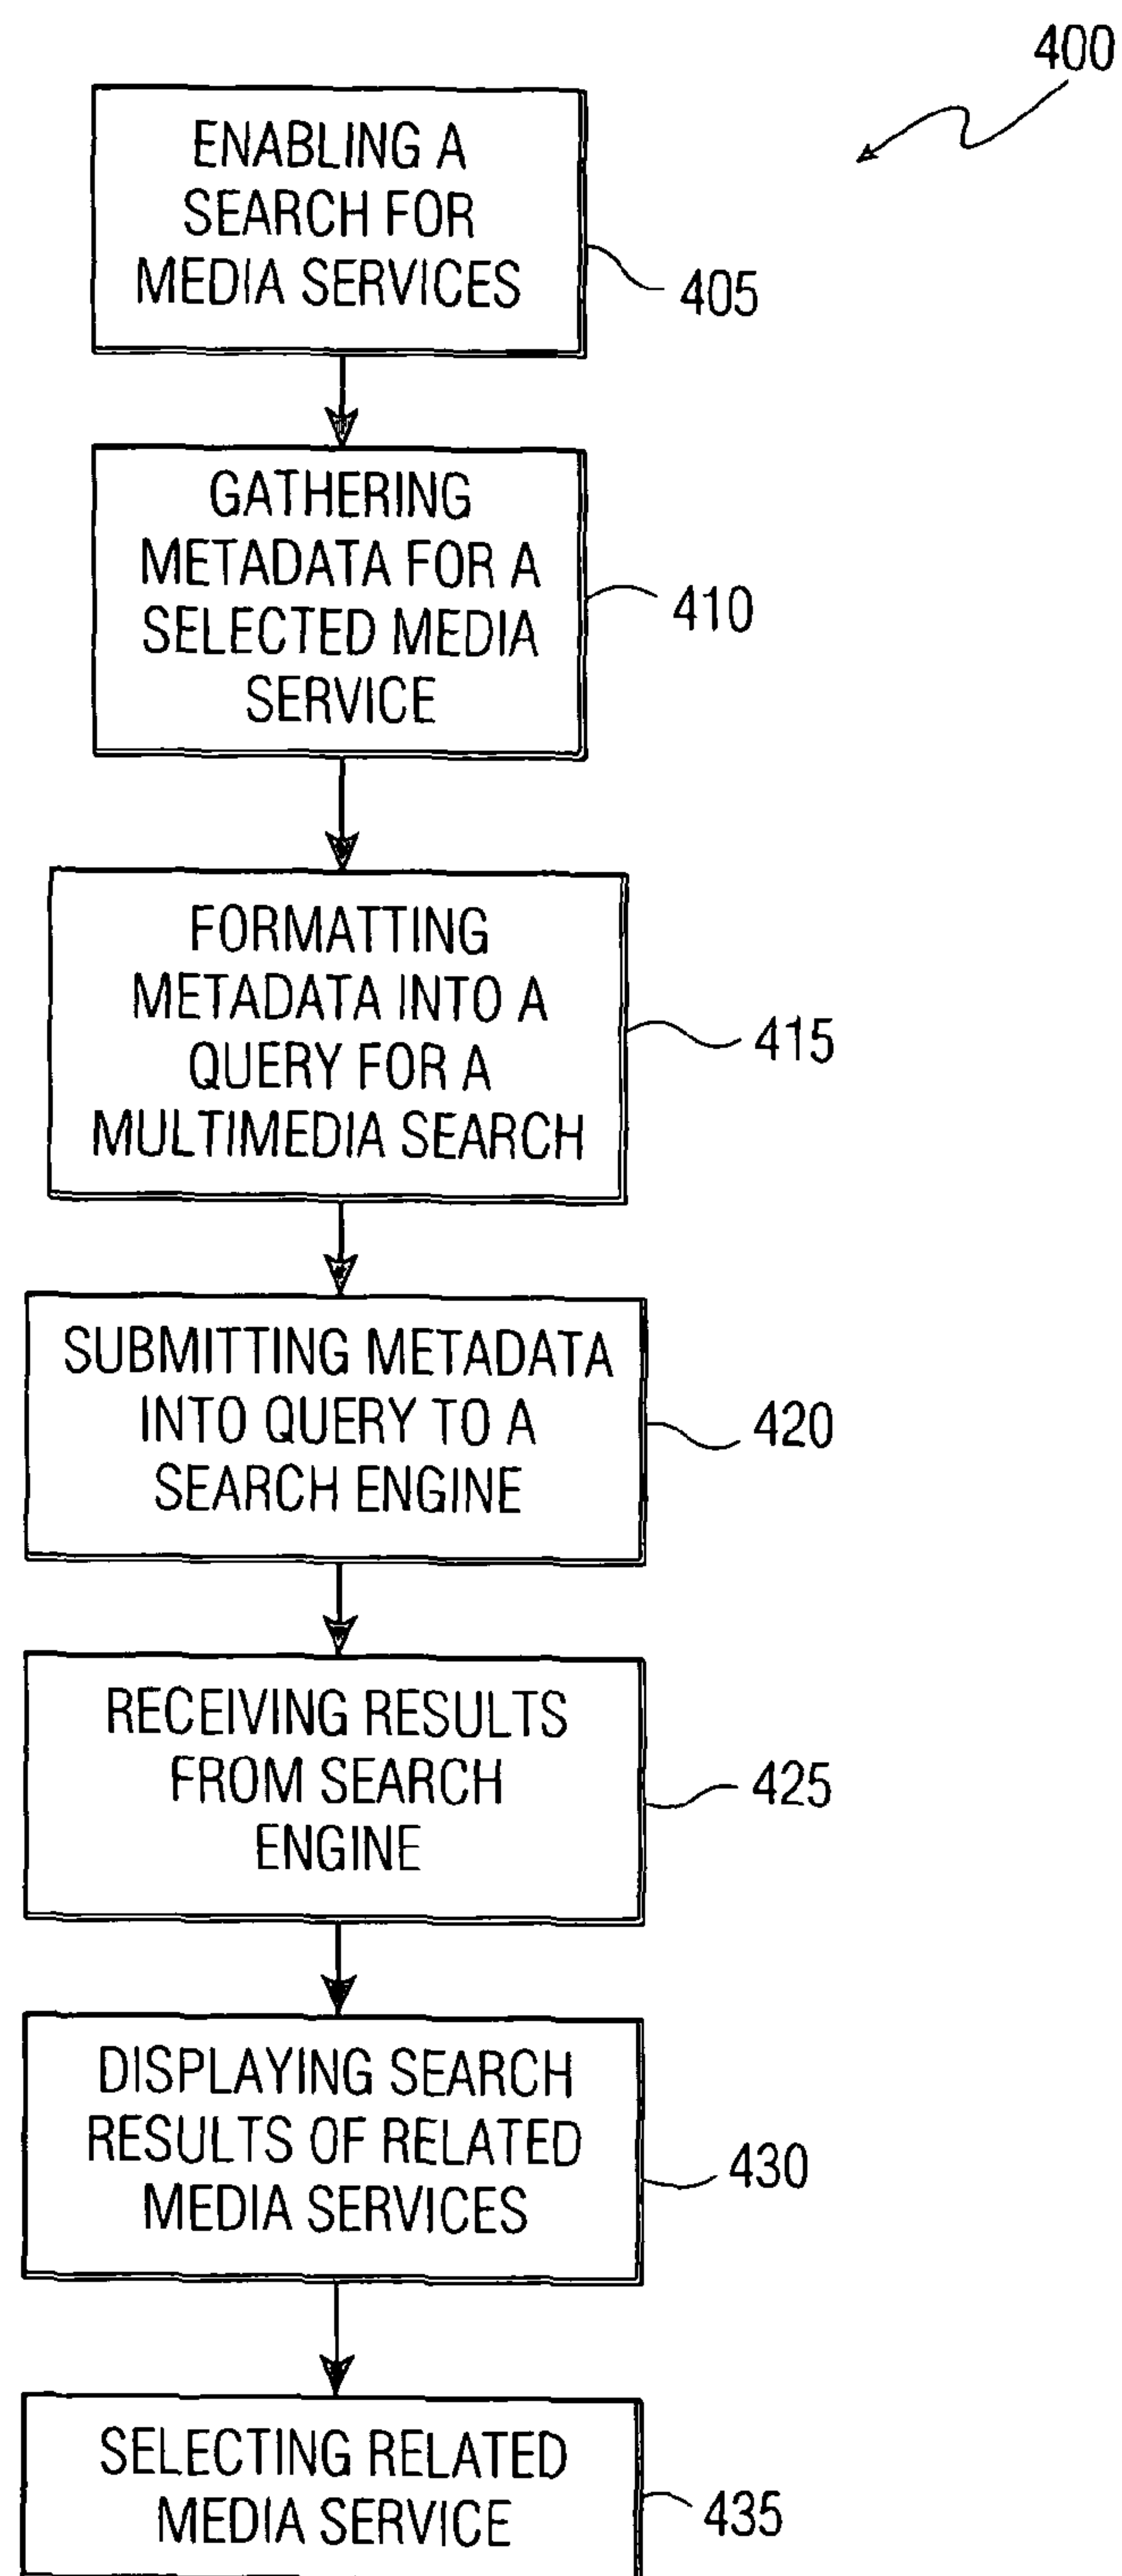 400
ENABLING A
SEARCH FOR
MEDIA SERVICES
405
GATHERING
METADATA FOR A
SELECTED MEDIA
SERVICE
410
FORMATTING
METADATA INTO A
QUERY FOR A
MULTIMEDIA SEARCH
415
SUBMITTING METADATA
INTO QUERY TO A
SEARCH ENGINE
420
RECEIVING RESULTS
FROM SEARCH
ENGINE
425
DISPLAYING SEARCH
RESULTS OF RELATED
MEDIA SERVICES
430
SELECTING RELATED
MEDIA SERVICE
435